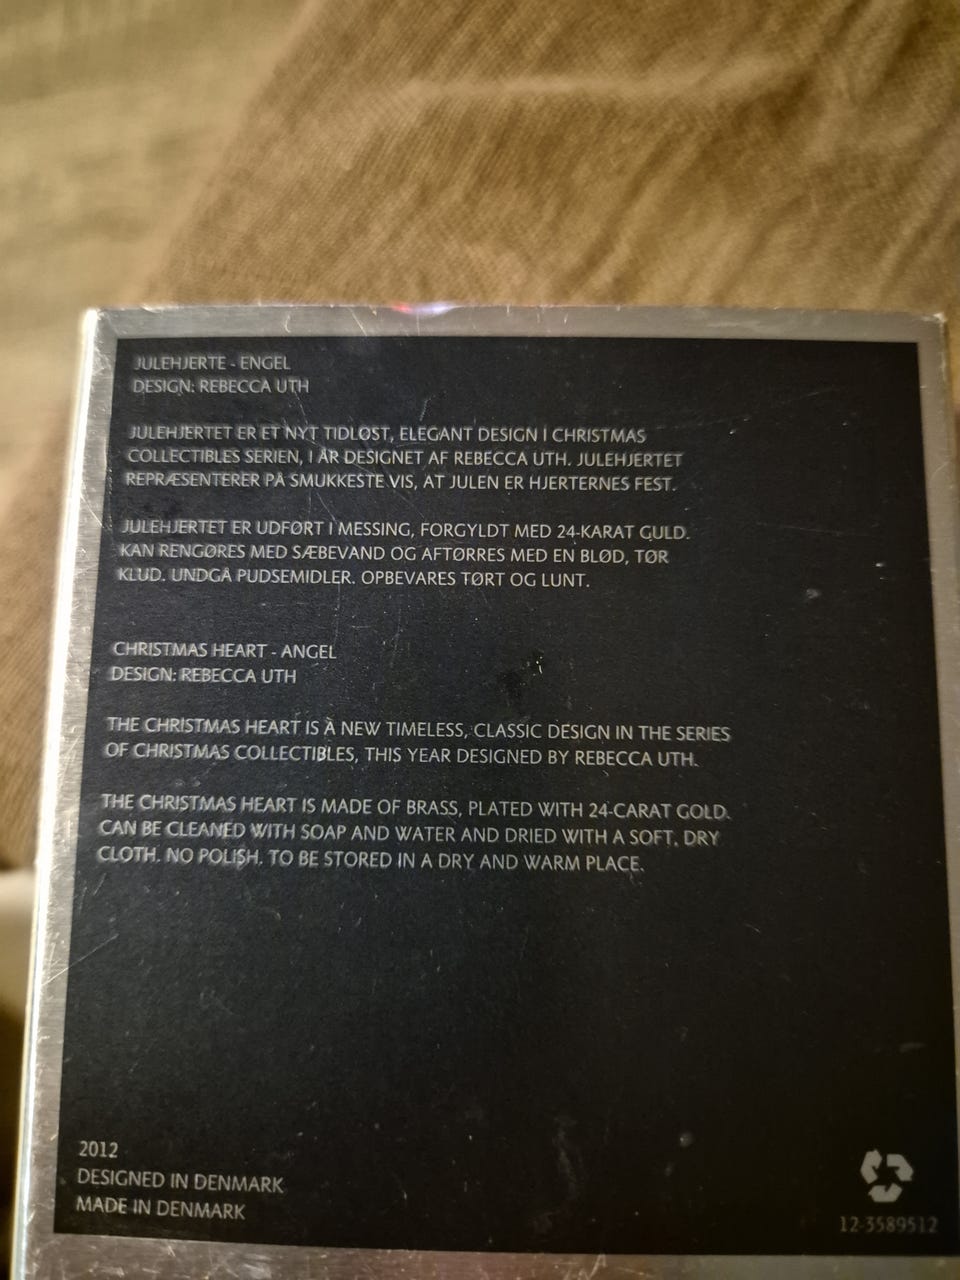 JULEHJERTE - ENGEL
DESIGN: REBECCA UTH
JULEHJERTET ER ET NYT TIDLØST, ELEGANT DESIGN I CHRISTMAS
COLLECTIBLES SERIEN, I ÅR DESIGNET AF REBECCA UTH. JULEHJERTET
REPRÆSENTERER PÅ SMUKKESTE VIS, AT JULEN ER HJERTERNES FEST.
JULEHJERTET ER UDFØRT I MESSING, FORGYLDT MED 24-KARAT GULD.
KAN RENGØRES MED SÆBEVAND OG AFTØRRES MED EN BLØD, TØR
KLUD. UNDGÅ PUDSEMIDLER. OPBEVARES TØRT OG LUNT.
CHRISTMAS HEART - ANGEL
DESIGN: REBECCA UTH
THE CHRISTMAS HEART IS A NEW TIMELESS, CLASSIC DESIGN IN THE SERIES
OF CHRISTMAS COLLECTIBLES, THIS YEAR DESIGNED BY REBECCA UTH.
THE CHRISTMAS HEART IS MADE OF BRASS, PLATED WITH 24-CARAT GOLD.
CAN BE CLEANED WITH SOAP AND WATER AND DRIED WITH A SOFT, DRY
CLOTH. NO POLISH. TO BE STORED IN A DRY AND WARM PLACE.
2012
DESIGNED IN DENMARK
MADE IN DENMARK
12-3589512